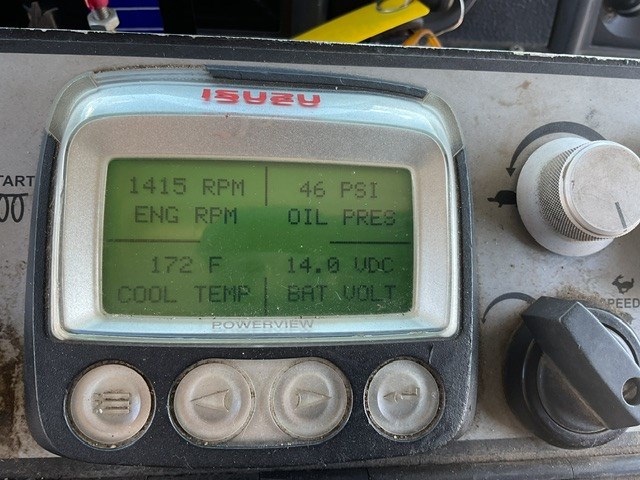 ISUZU
1415 RPM
ENG RPM
46 PSI
OIL PRES
172 F
COOL TEMP
14.0 VDC
BAT VOLT
POWERVIEW
TART
SPEED